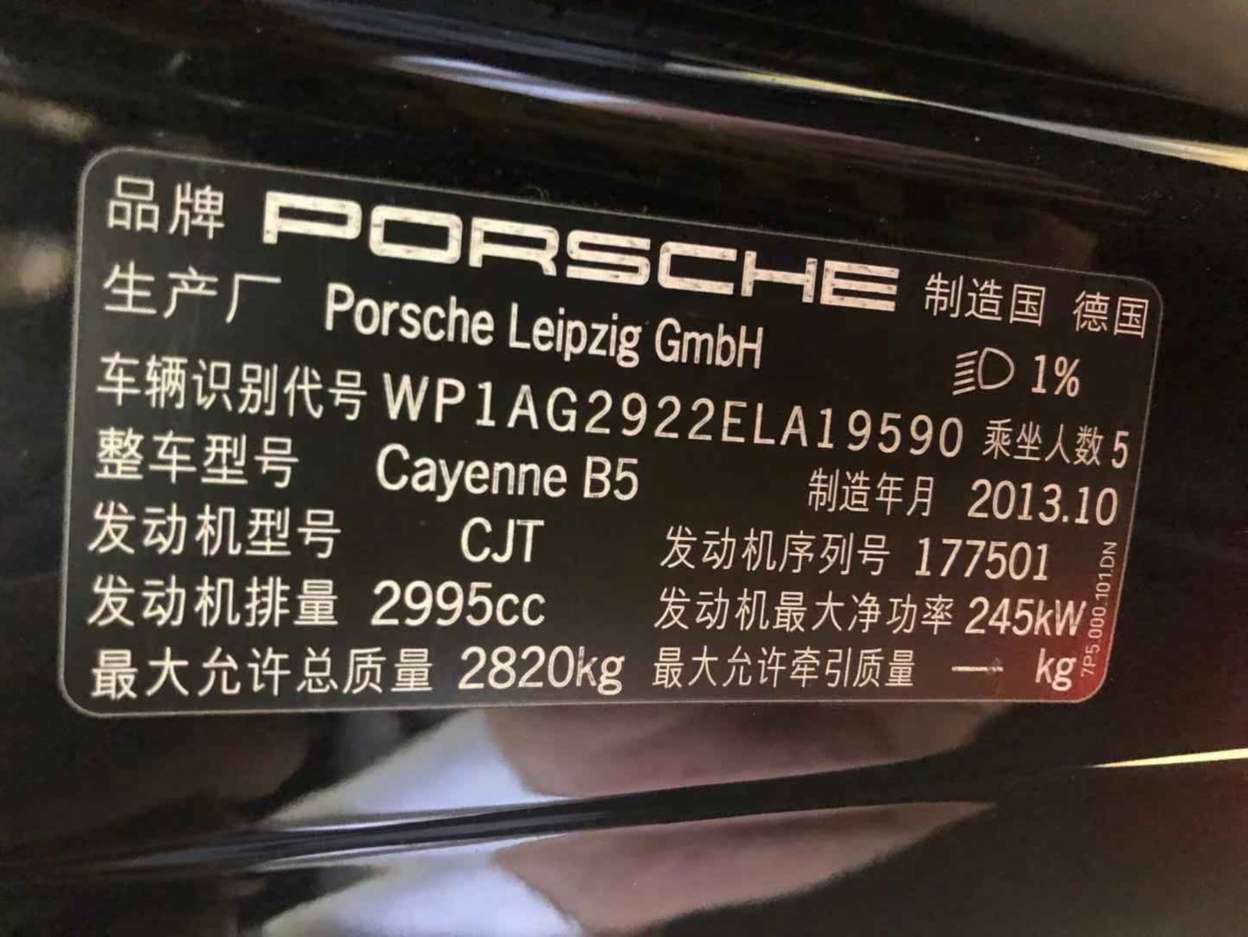 品牌 PORSCHE 制造国 德国
生产厂 Porsche Leipzig GmbH 1%
车辆识别代号 WP1AG2922ELA19590 乘坐人数 5
整车型号 Cayenne B5 制造年月 2013.10
发动机型号 CJT 发动机序列号 177501
发动机排量 2995cc 发动机最大净功率 245kW
最大允许总质量 2820kg 最大允许牵引质量 — kg
7P5.000.101.DN